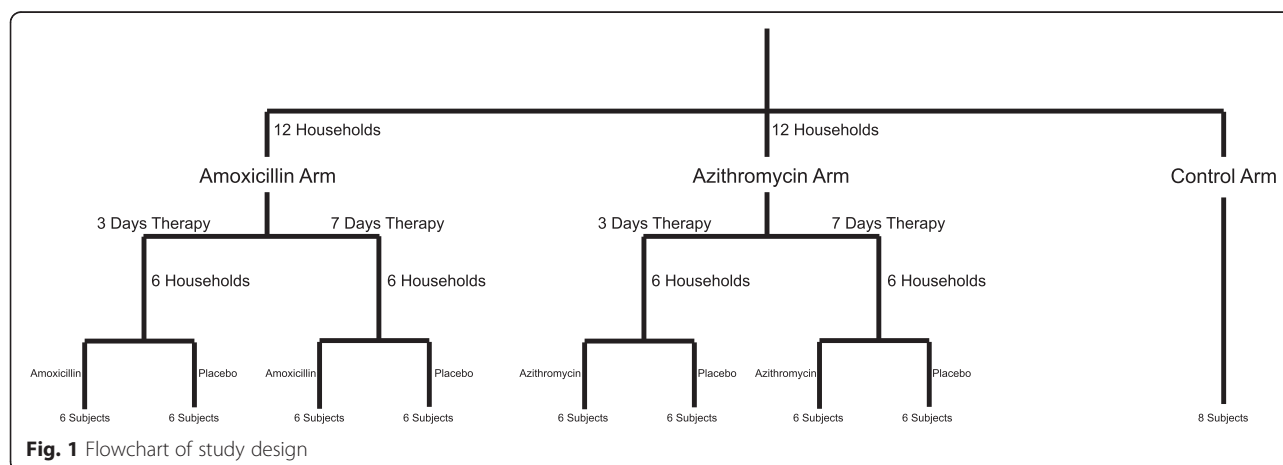 12 Households 12 Households
Amoxicillin Arm Azithromycin Arm Control Arm
3 Days Therapy 7 Days Therapy 3 Days Therapy 7 Days Therapy
6 Households 6 Households 6 Households 6 Households
Amoxicillin Placebo Amoxicillin Placebo Azithromycin Placebo Azithromycin Placebo
6 Subjects 6 Subjects 6 Subjects 6 Subjects 6 Subjects 6 Subjects 6 Subjects 6 Subjects 8 Subjects
Fig. 1 Flowchart of study design